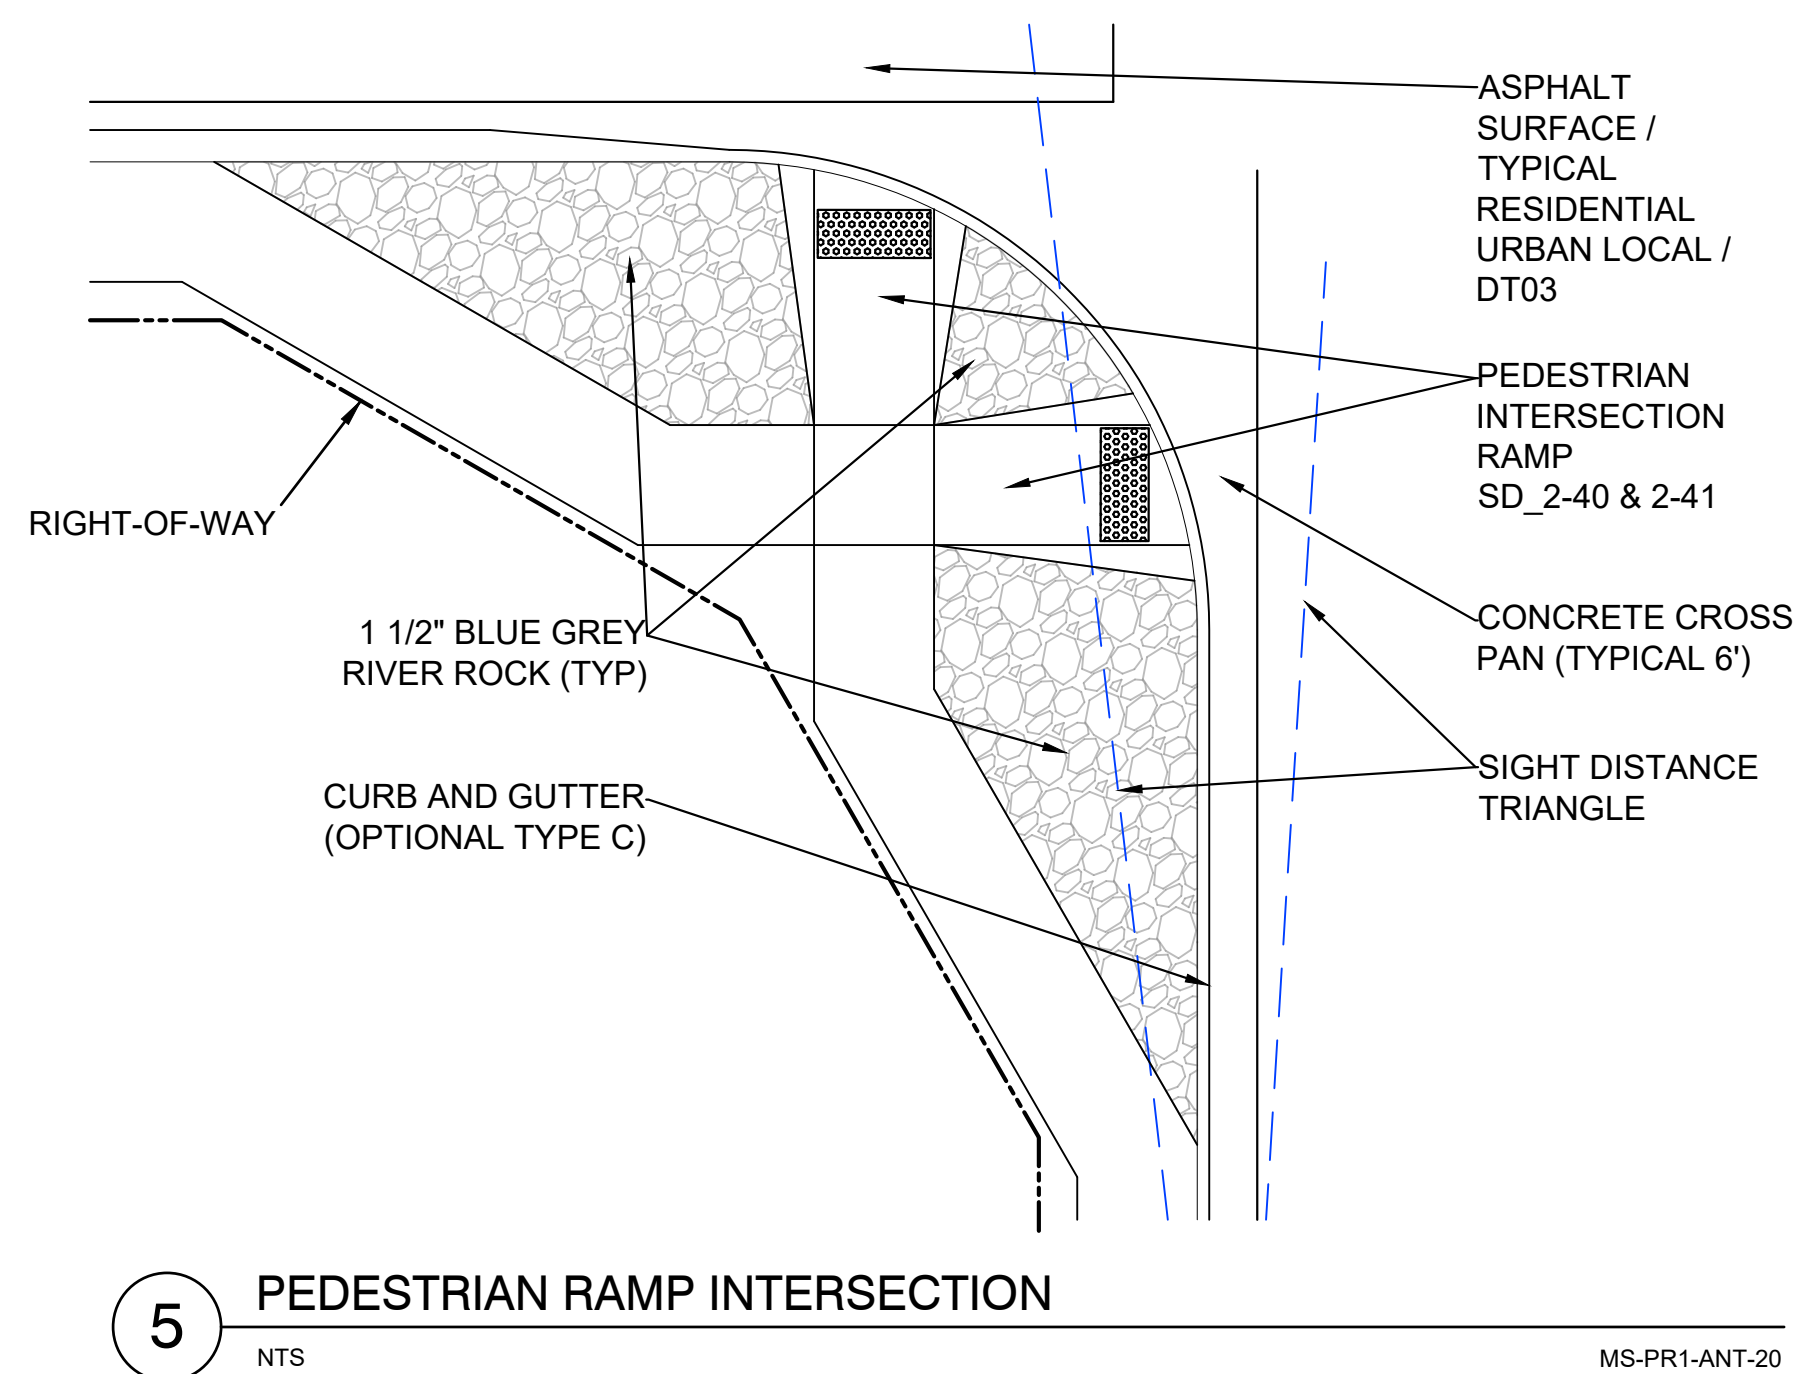 ASPHALT
SURFACE /
TYPICAL
RESIDENTIAL
URBAN LOCAL /
DT03
PEDESTRIAN
INTERSECTION
RAMP
SD_2-40 & 2-41
RIGHT-OF-WAY
1 1/2" BLUE GREY
RIVER ROCK (TYP)
CONCRETE CROSS
PAN (TYPICAL 6')
CURB AND GUTTER
(OPTIONAL TYPE C)
SIGHT DISTANCE
TRIANGLE
5
PEDESTRIAN RAMP INTERSECTION
NTS
MS-PR1-ANT-20